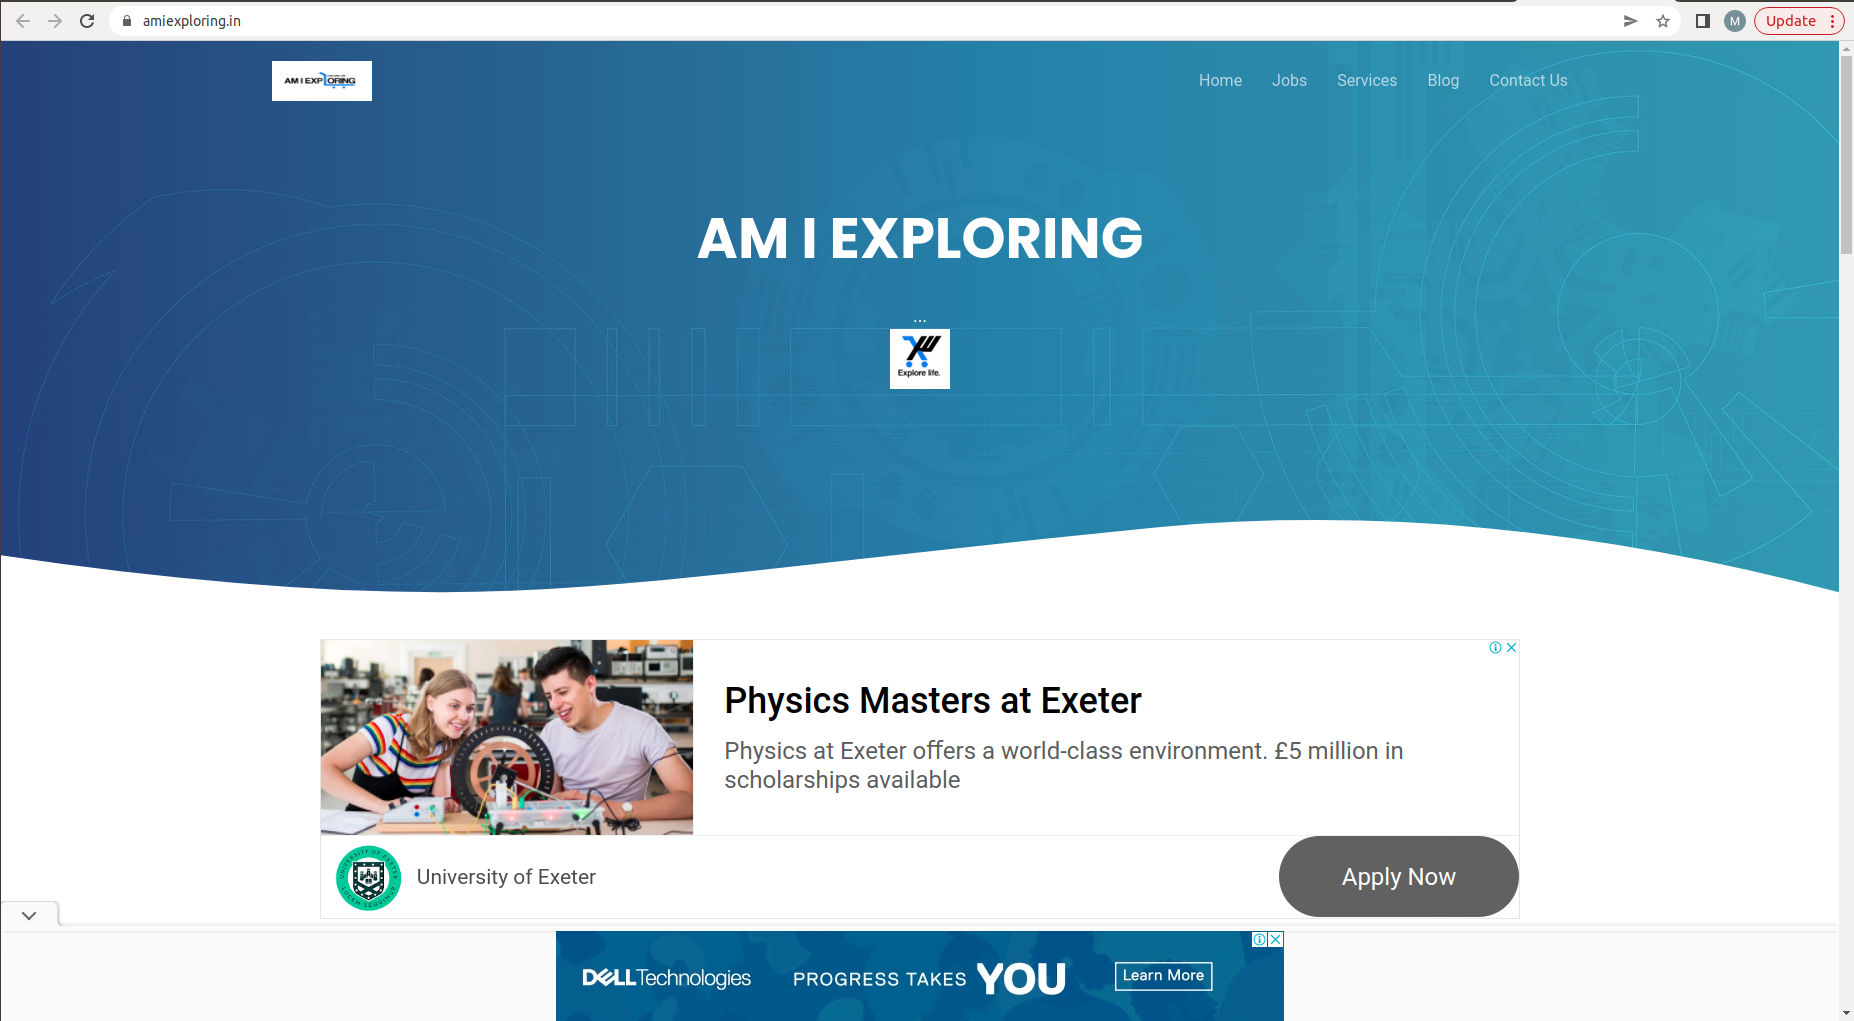 amiexploring.in
M
Update
AM I EXPLORING
Home
Jobs
Services
Blog
Contact Us
AM I EXPLORING
...
Explore life.
Physics Masters at Exeter
Physics at Exeter offers a world-class environment. £5 million in
scholarships available
University of Exeter
Apply Now
DELL Technologies
PROGRESS TAKES YOU
Learn More